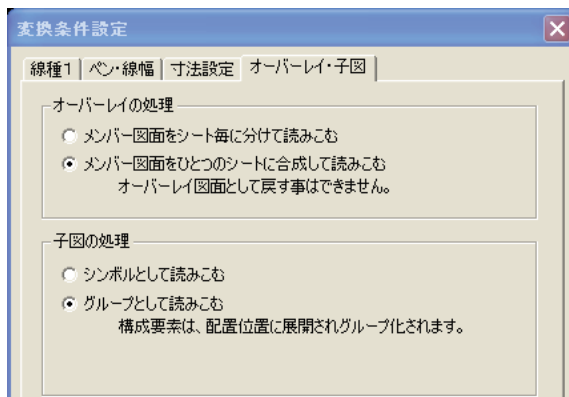 変換条件設定
線種1 ペン・線幅 寸法設定 オーバーレイ・子図
オーバーレイの処理
メンバー図面をシート毎に分けて読みこむ
メンバー図面をひとつのシートに合成して読みこむ
オーバーレイ図面として戻す事はできません。
子図の処理
シンボルとして読みこむ
グループとして読みこむ
構成要素は、配置位置に展開されグループ化されます。